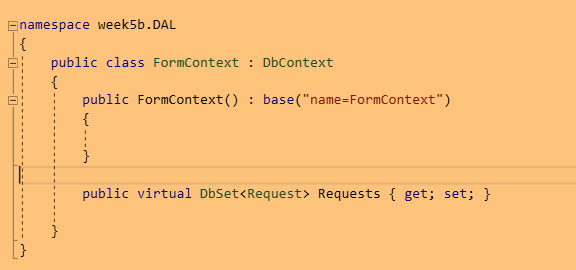 namespace week5b.DAL
{
    public class FormContext : DbContext
    {
        public FormContext() : base("name=FormContext")
        {
        }
        public virtual DbSet<Request> Requests { get; set; }
    }
}